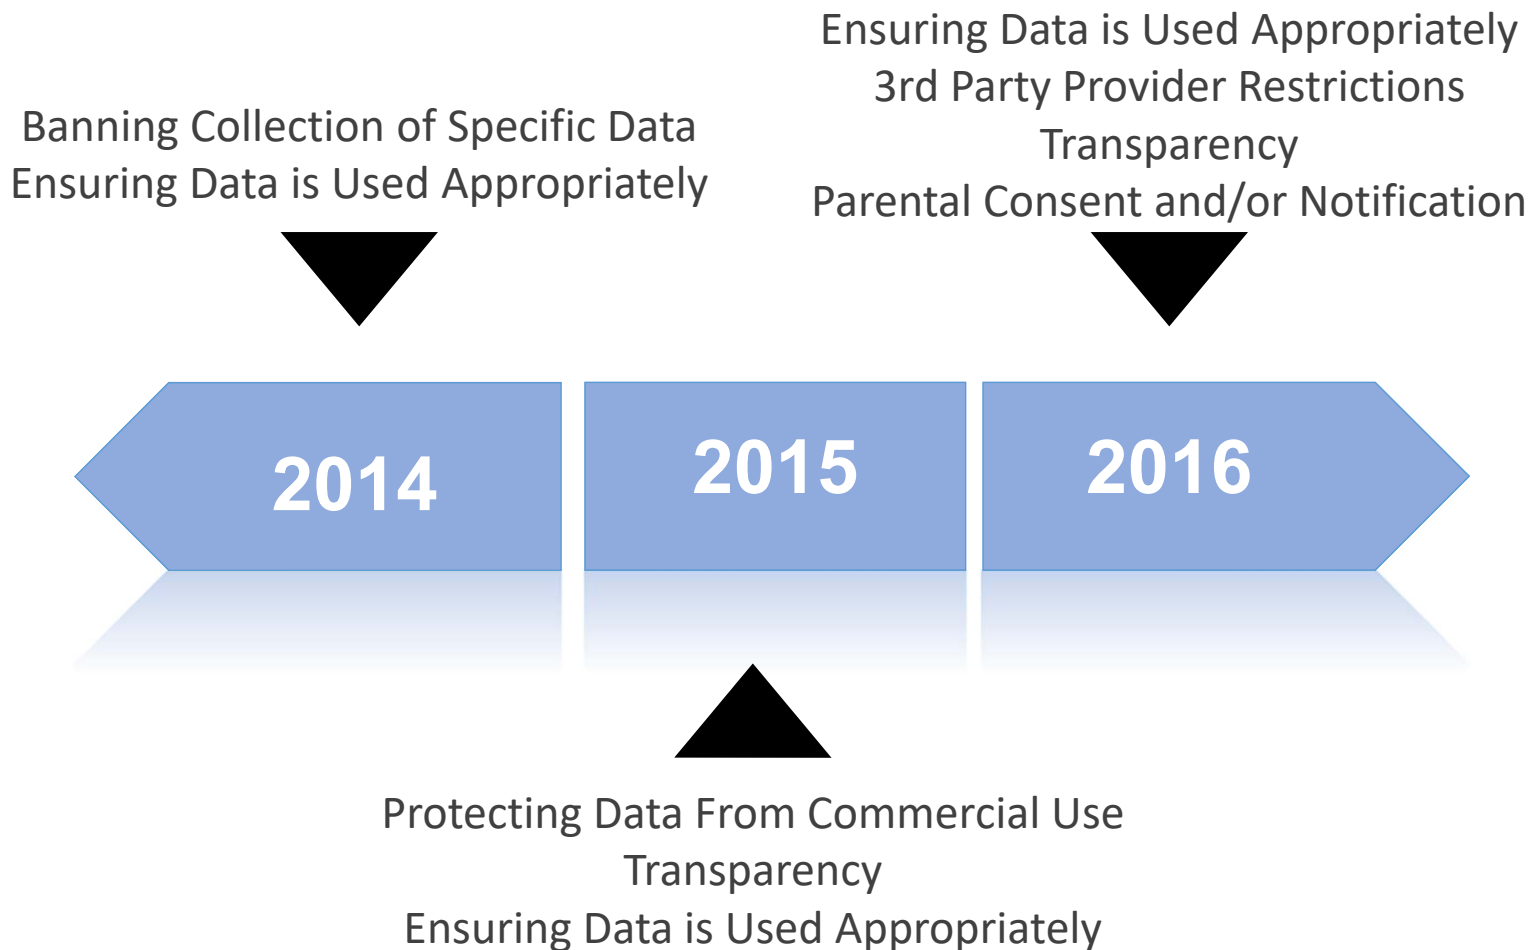 Banning Collection of Specific Data
Ensuring Data is Used Appropriately
Ensuring Data is Used Appropriately
3rd Party Provider Restrictions
Transparency
Parental Consent and/or Notification
2014
2015
2016
Protecting Data From Commercial Use
Transparency
Ensuring Data is Used Appropriately